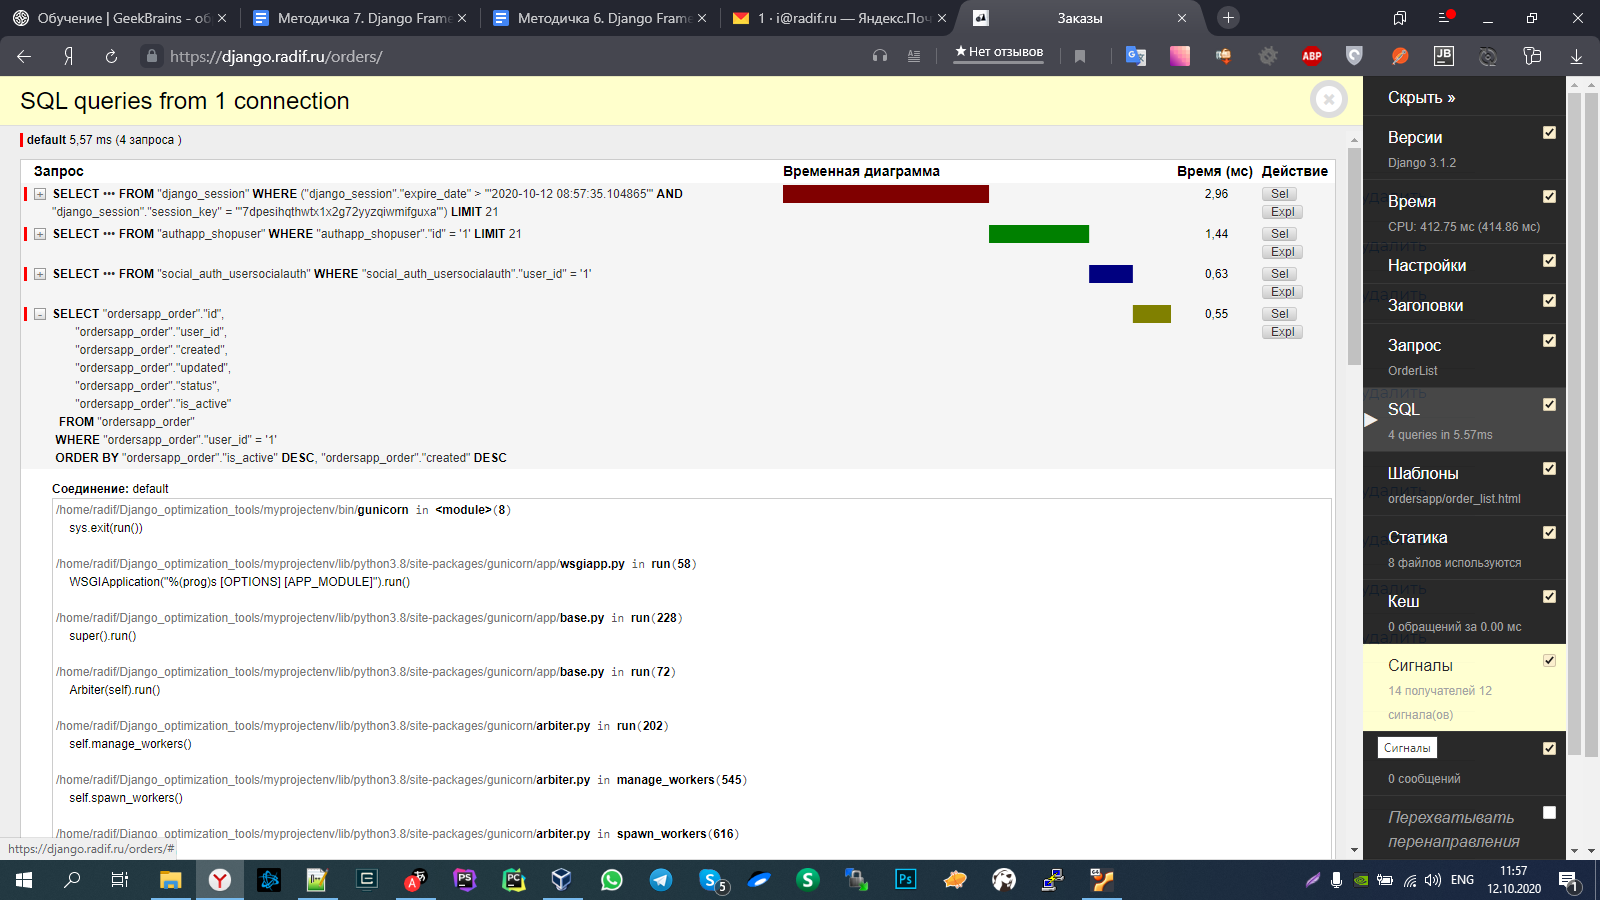 Обучение | GeekBrains - об
Методичка 7. Django Frame
Методичка 6. Django Frame
1 · i@radif.ru — Яндекс.Поч
Заказы
https://django.radif.ru/orders/
★ Нет отзывов
ABP
JB
SQL queries from 1 connection
default 5,57 ms (4 запроса )
Запрос Временная диаграмма Время (мс) Действие
+ SELECT ••• FROM "django_session" WHERE ("django_session"."expire_date" > '"2020-10-12 08:57:35.104865"' AND 2,96 Sel
"django_session"."session_key" = '"7dpesihqthwtx1x2g72yyzqiwmifguxa"') LIMIT 21 Expl
+ SELECT ••• FROM "authapp_shopuser" WHERE "authapp_shopuser"."id" = '1' LIMIT 21 1,44 Sel
Expl
+ SELECT ••• FROM "social_auth_usersocialauth" WHERE "social_auth_usersocialauth"."user_id" = '1' 0,63 Sel
Expl
- SELECT "ordersapp_order"."id", 0,55 Sel
"ordersapp_order"."user_id", Expl
"ordersapp_order"."created",
"ordersapp_order"."updated",
"ordersapp_order"."status",
"ordersapp_order"."is_active"
FROM "ordersapp_order"
WHERE "ordersapp_order"."user_id" = '1'
ORDER BY "ordersapp_order"."is_active" DESC, "ordersapp_order"."created" DESC
Соединение: default
/home/radif/Django_optimization_tools/myprojectenv/bin/gunicorn in <module>(8)
sys.exit(run())
/home/radif/Django_optimization_tools/myprojectenv/lib/python3.8/site-packages/gunicorn/app/wsgiapp.py in run(58)
WSGIApplication("%(prog)s [OPTIONS] [APP_MODULE]").run()
/home/radif/Django_optimization_tools/myprojectenv/lib/python3.8/site-packages/gunicorn/app/base.py in run(228)
super().run()
/home/radif/Django_optimization_tools/myprojectenv/lib/python3.8/site-packages/gunicorn/app/base.py in run(72)
Arbiter(self).run()
/home/radif/Django_optimization_tools/myprojectenv/lib/python3.8/site-packages/gunicorn/arbiter.py in run(202)
self.manage_workers()
/home/radif/Django_optimization_tools/myprojectenv/lib/python3.8/site-packages/gunicorn/arbiter.py in manage_workers(545)
self.spawn_workers()
/home/radif/Django_optimization_tools/myprojectenv/lib/python3.8/site-packages/gunicorn/arbiter.py in spawn_workers(616)
https://django.radif.ru/orders/#
Скрыть »
Версии
Django 3.1.2
Время
CPU: 412.75 мс (414.86 мс)
Настройки
Заголовки
Запрос
OrderList
SQL
4 queries in 5.57ms
Шаблоны
ordersapp/order_list.html
Статика
8 файлов используются
Кеш
0 обращений за 0.00 мс
Сигналы
14 получателей 12
сигнала(ов)
Сигналы
0 сообщений
Перехватывать
перенаправления
PS
PC
5
S
Ps
ENG
11:57
12.10.2020
1